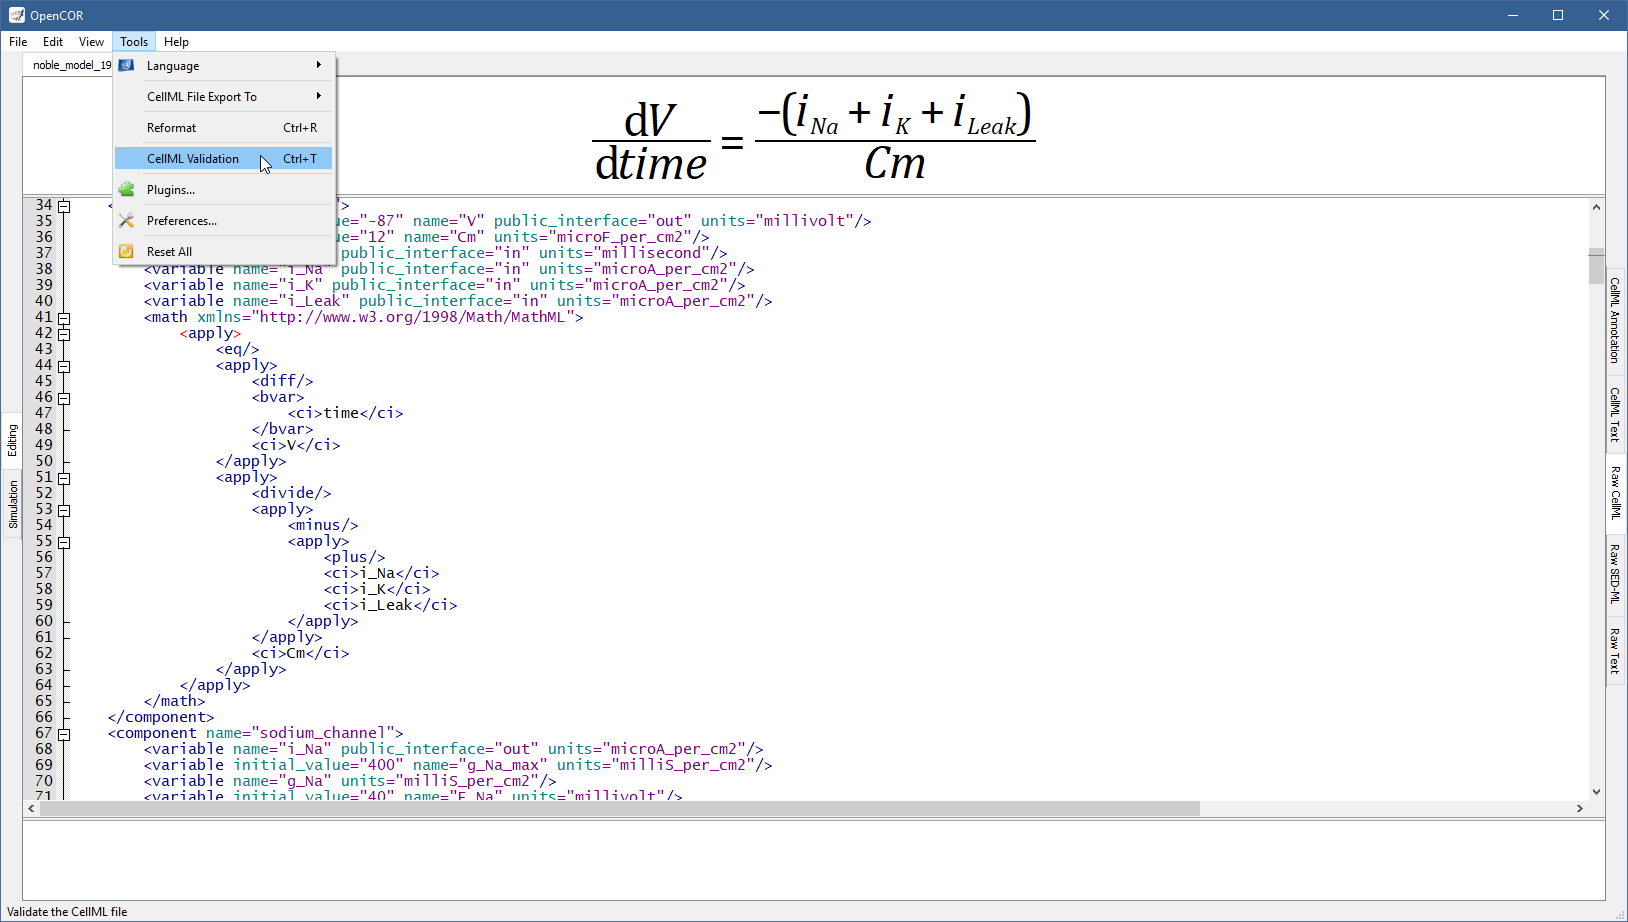 OpenCOR
File Edit View Tools Help
noble_model_19
Language
CellML File Export To
Reformat Ctrl+R
CellML Validation Ctrl+T
Plugins...
Preferences...
Reset All
dV/dtime = -(i_Na + i_K + i_Leak)/Cm
34 < ">
35 ue="-87" name="V" public_interface="out" units="millivolt"/>
36 ue="12" name="Cm" units="microF_per_cm2"/>
37 public_interface="in" units="millisecond"/>
38 <variable name="i_Na" public_interface="in" units="microA_per_cm2"/>
39 <variable name="i_K" public_interface="in" units="microA_per_cm2"/>
40 <variable name="i_Leak" public_interface="in" units="microA_per_cm2"/>
41 <math xmlns="http://www.w3.org/1998/Math/MathML">
42 <apply>
43 <eq/>
44 <apply>
45 <diff/>
46 <bvar>
47 <ci>time</ci>
48 </bvar>
49 <ci>V</ci>
50 </apply>
51 <apply>
52 <divide/>
53 <apply>
54 <minus/>
55 <apply>
56 <plus/>
57 <ci>i_Na</ci>
58 <ci>i_K</ci>
59 <ci>i_Leak</ci>
60 </apply>
61 </apply>
62 <ci>Cm</ci>
63 </apply>
64 </apply>
65 </math>
66 </component>
67 <component name="sodium_channel">
68 <variable name="i_Na" public_interface="out" units="microA_per_cm2"/>
69 <variable initial_value="400" name="g_Na_max" units="milliS_per_cm2"/>
70 <variable name="g_Na" units="milliS_per_cm2"/>
71 <variable initial_value="40" name="E_Na" units="millivolt"/>
Editing
Simulation
CellML Annotation
CellML Text
Raw CellML
Raw SED-ML
Raw Text
Validate the CellML file